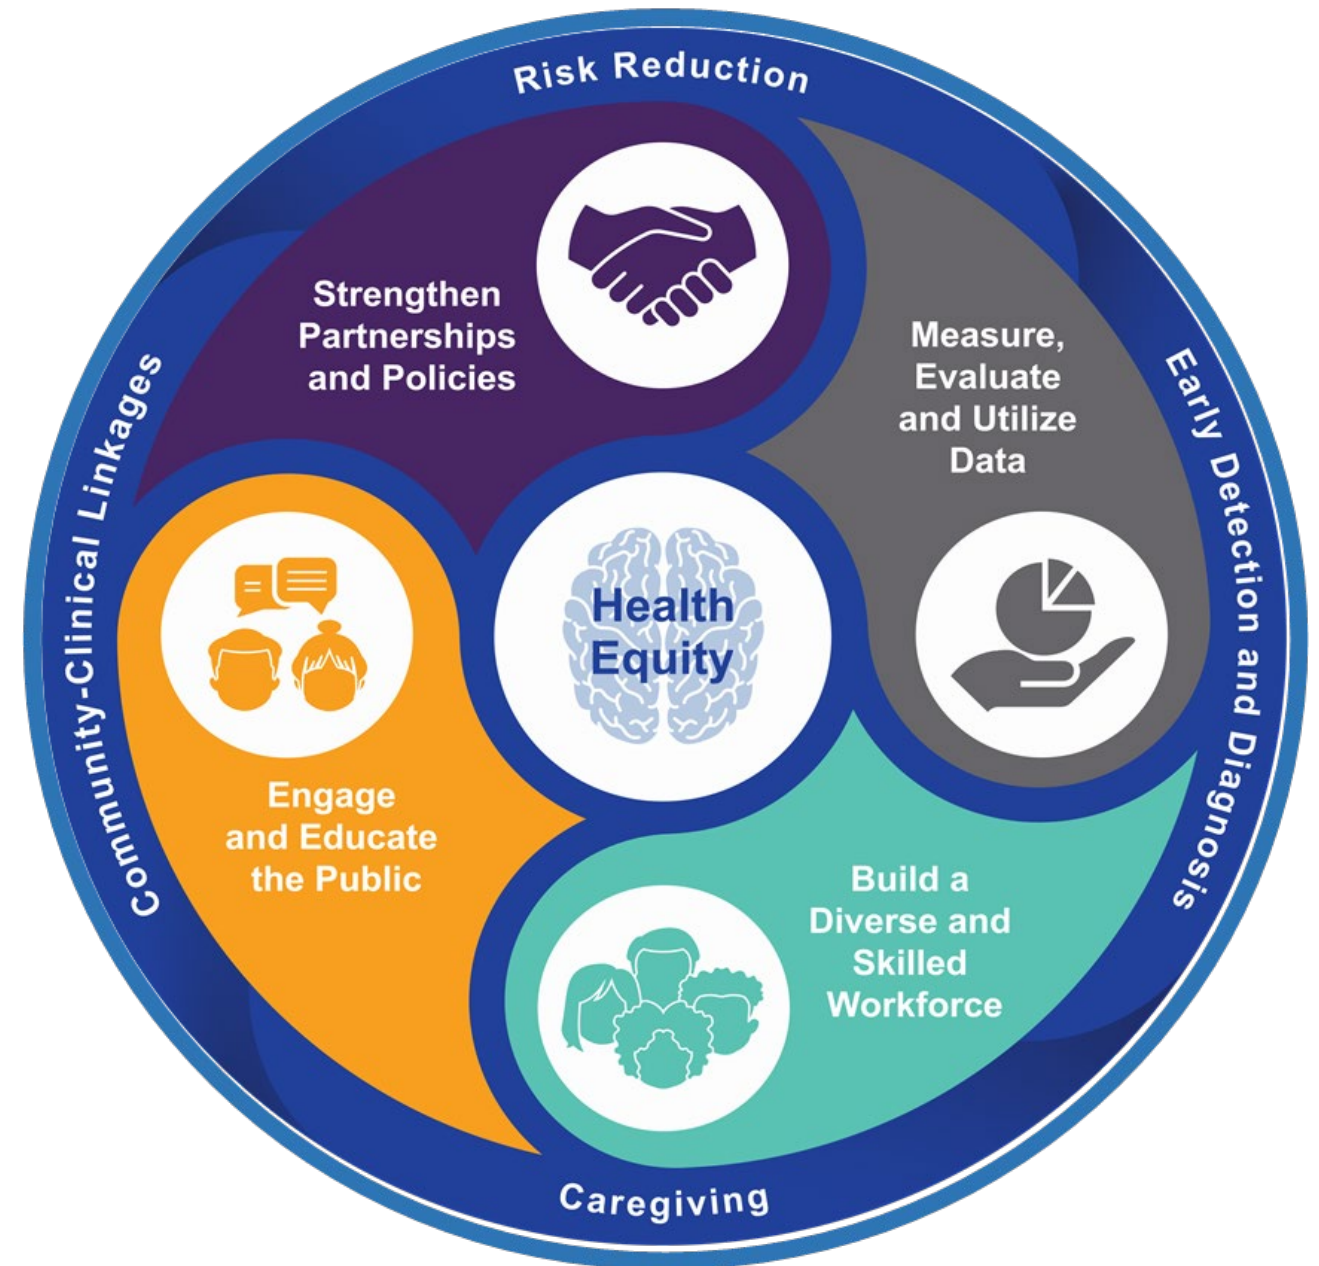 Risk Reduction
Strengthen
Partnerships
and Policies
Measure,
Evaluate
and Utilize
Data
Early Detection and Diagnosis
Community-Clinical Linkages
Health
Equity
Engage
and Educate
the Public
Build a
Diverse and
Skilled
Workforce
Caregiving